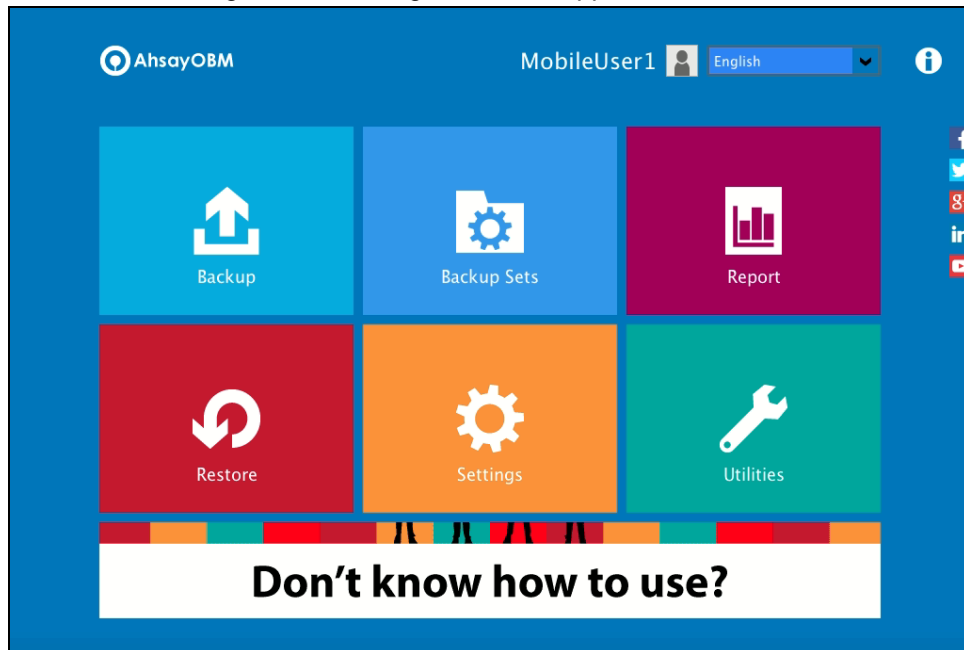 AhsayOBM
MobileUser1
English
Backup
Backup Sets
Report
Restore
Settings
Utilities
Don't know how to use?